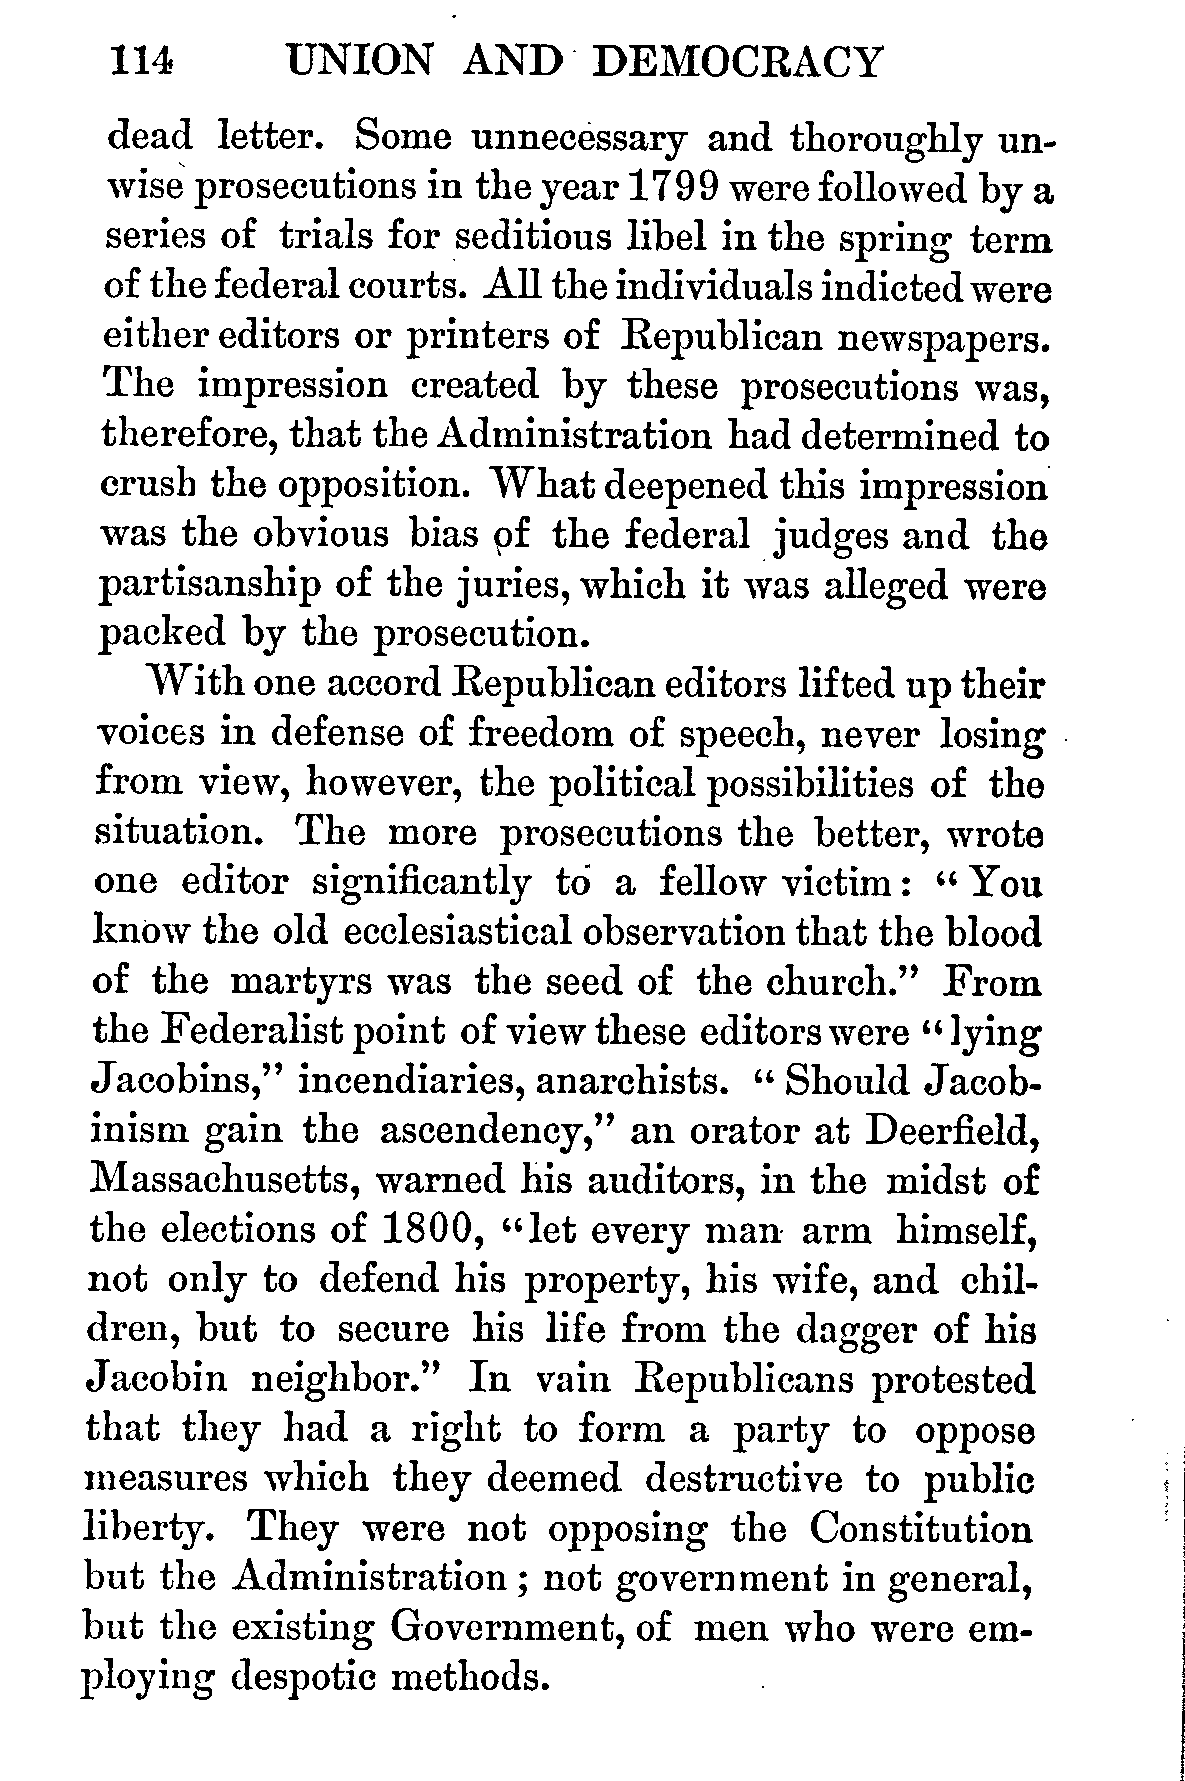 114 UNION AND DEMOCRACY
dead letter. Some unnecessary and thoroughly un-
wise prosecutions in the year 1799 were followed by a
series of trials for seditious libel in the spring term
of the federal courts. All the individuals indicted were
either editors or printers of Republican newspapers.
The impression created by these prosecutions was,
therefore, that the Administration had determined to
crush the opposition. What deepened this impression
was the obvious bias of the federal judges and the
partisanship of the juries, which it was alleged were
packed by the prosecution.
With one accord Republican editors lifted up their
voices in defense of freedom of speech, never losing
from view, however, the political possibilities of the
situation. The more prosecutions the better, wrote
one editor significantly to a fellow victim: "You
know the old ecclesiastical observation that the blood
of the martyrs was the seed of the church." From
the Federalist point of view these editors were "lying
Jacobins," incendiaries, anarchists. "Should Jacob-
inism gain the ascendency," an orator at Deerfield,
Massachusetts, warned his auditors, in the midst of
the elections of 1800, "let every man arm himself,
not only to defend his property, his wife, and chil-
dren, but to secure his life from the dagger of his
Jacobin neighbor." In vain Republicans protested
that they had a right to form a party to oppose
measures which they deemed destructive to public
liberty. They were not opposing the Constitution
but the Administration; not government in general,
but the existing Government, of men who were em-
ploying despotic methods.